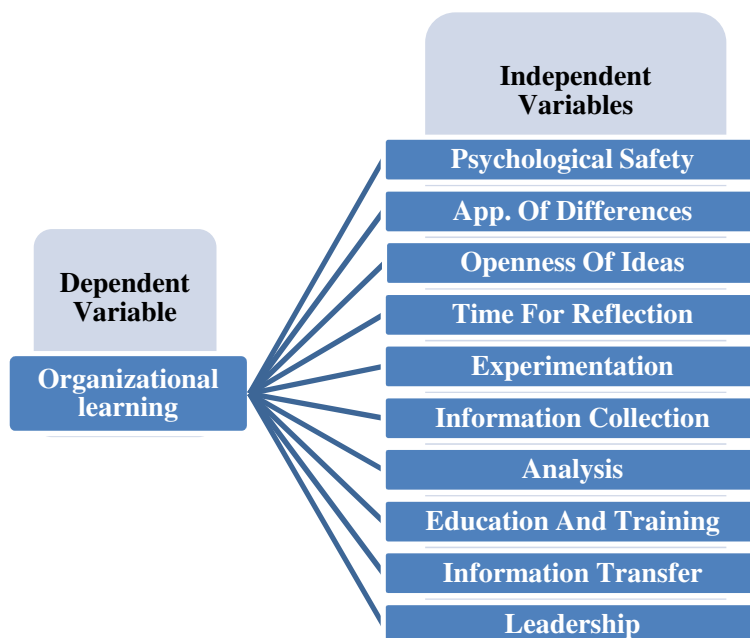 Independent
Variables
Psychological Safety
App. Of Differences
Openness Of Ideas
Time For Reflection
Experimentation
Information Collection
Analysis
Education And Training
Information Transfer
Leadership
Dependent
Variable
Organizational
learning